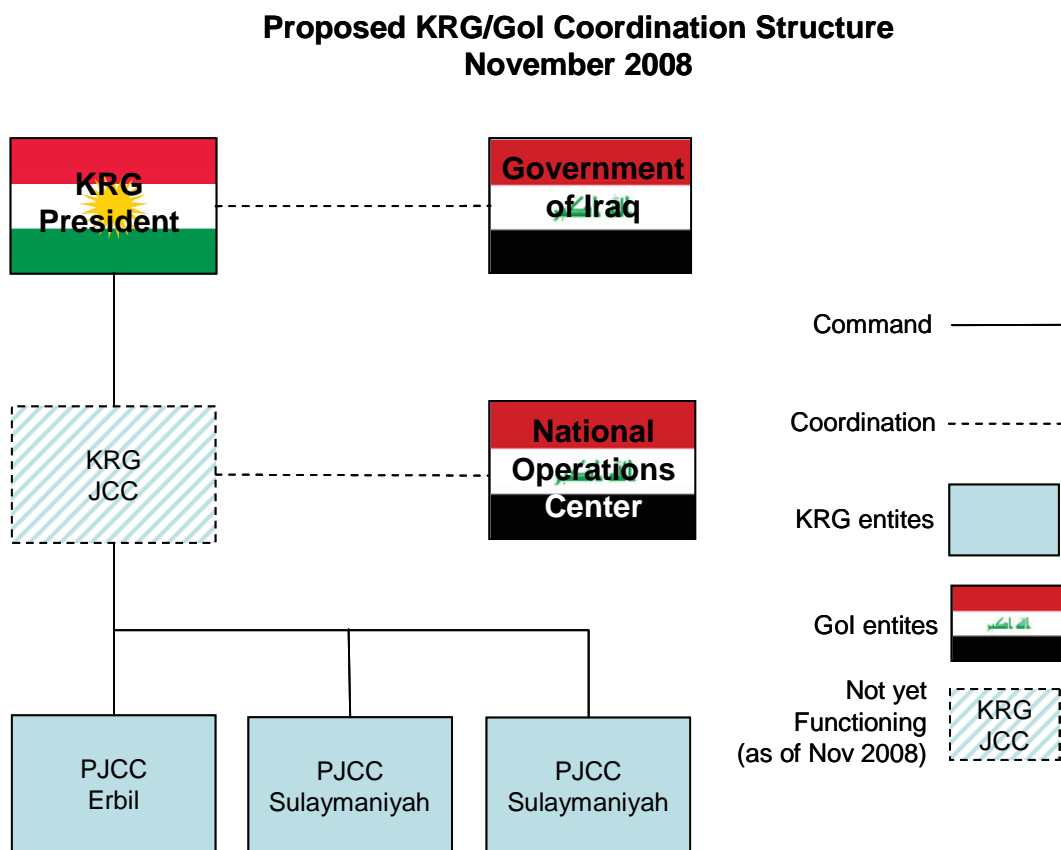 Proposed KRG/GoI Coordination Structure
November 2008
KRG
President
Government
of Iraq
Command
KRG
JCC
National
Operations
Center
Coordination
KRG entites
GoI entites
الله اكبر
Not yet
Functioning
(as of Nov 2008)
KRG
JCC
PJCC
Erbil
PJCC
Sulaymaniyah
PJCC
Sulaymaniyah